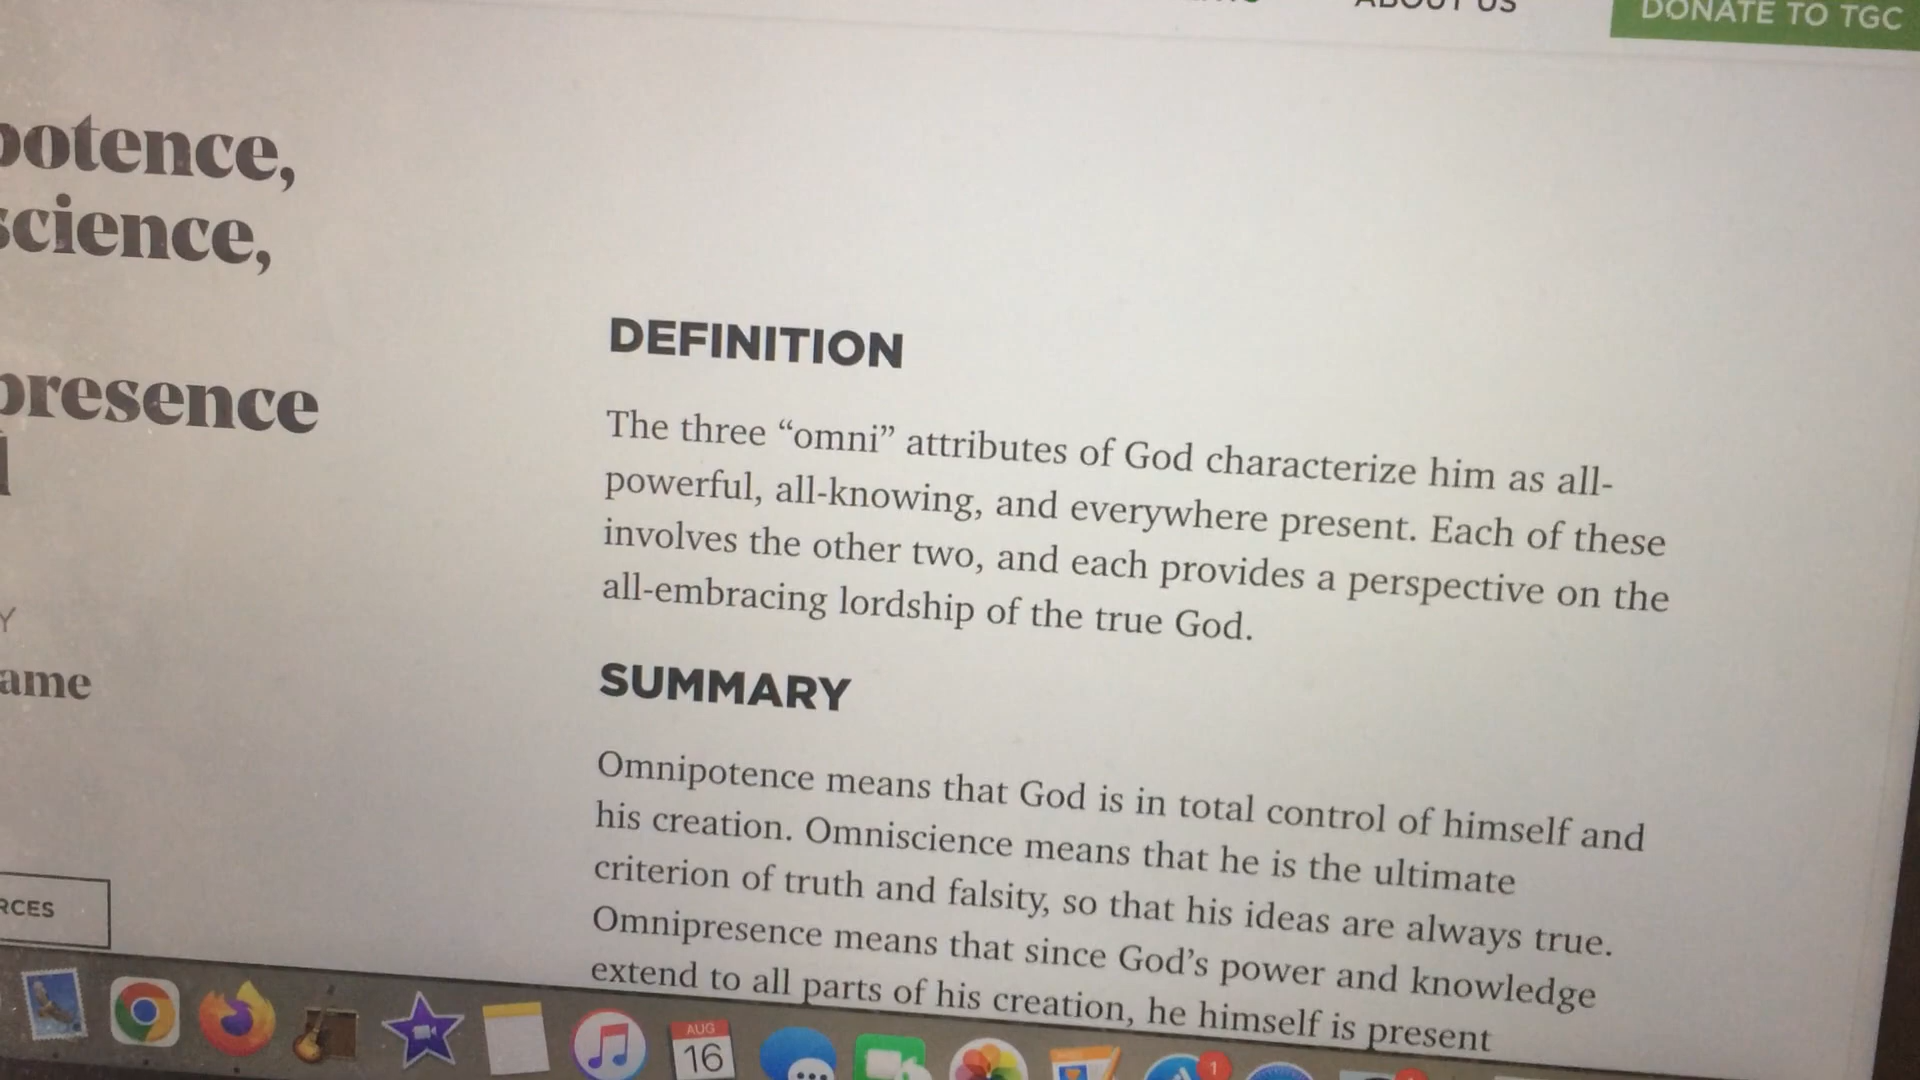 ABOUT US
DONATE TO TGC
potence,
science,
presence
DEFINITION
The three “omni” attributes of God characterize him as all-
powerful, all-knowing, and everywhere present. Each of these
involves the other two, and each provides a perspective on the
all-embracing lordship of the true God.
Y
ame
SUMMARY
Omnipotence means that God is in total control of himself and
his creation. Omniscience means that he is the ultimate
criterion of truth and falsity, so that his ideas are always true.
Omnipresence means that since God’s power and knowledge
extend to all parts of his creation, he himself is present
RCES
AUG
16
1